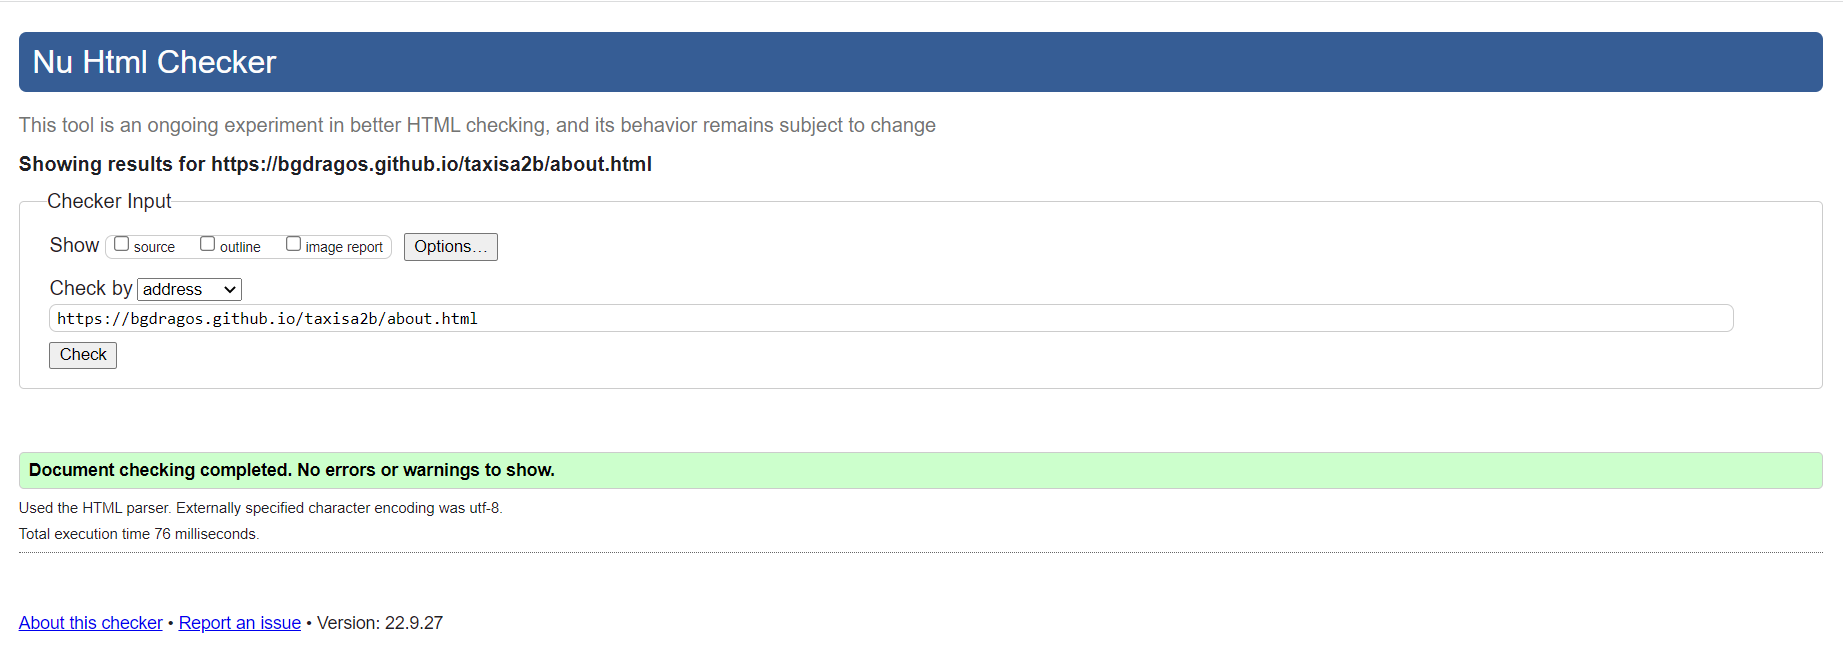 Nu Html Checker
This tool is an ongoing experiment in better HTML checking, and its behavior remains subject to change
Showing results for https://bgdragos.github.io/taxisa2b/about.html
Checker Input
Show source outline image report Options…
Check by address
https://bgdragos.github.io/taxisa2b/about.html
Check
Document checking completed. No errors or warnings to show.
Used the HTML parser. Externally specified character encoding was utf-8.
Total execution time 76 milliseconds.
About this checker • Report an issue • Version: 22.9.27